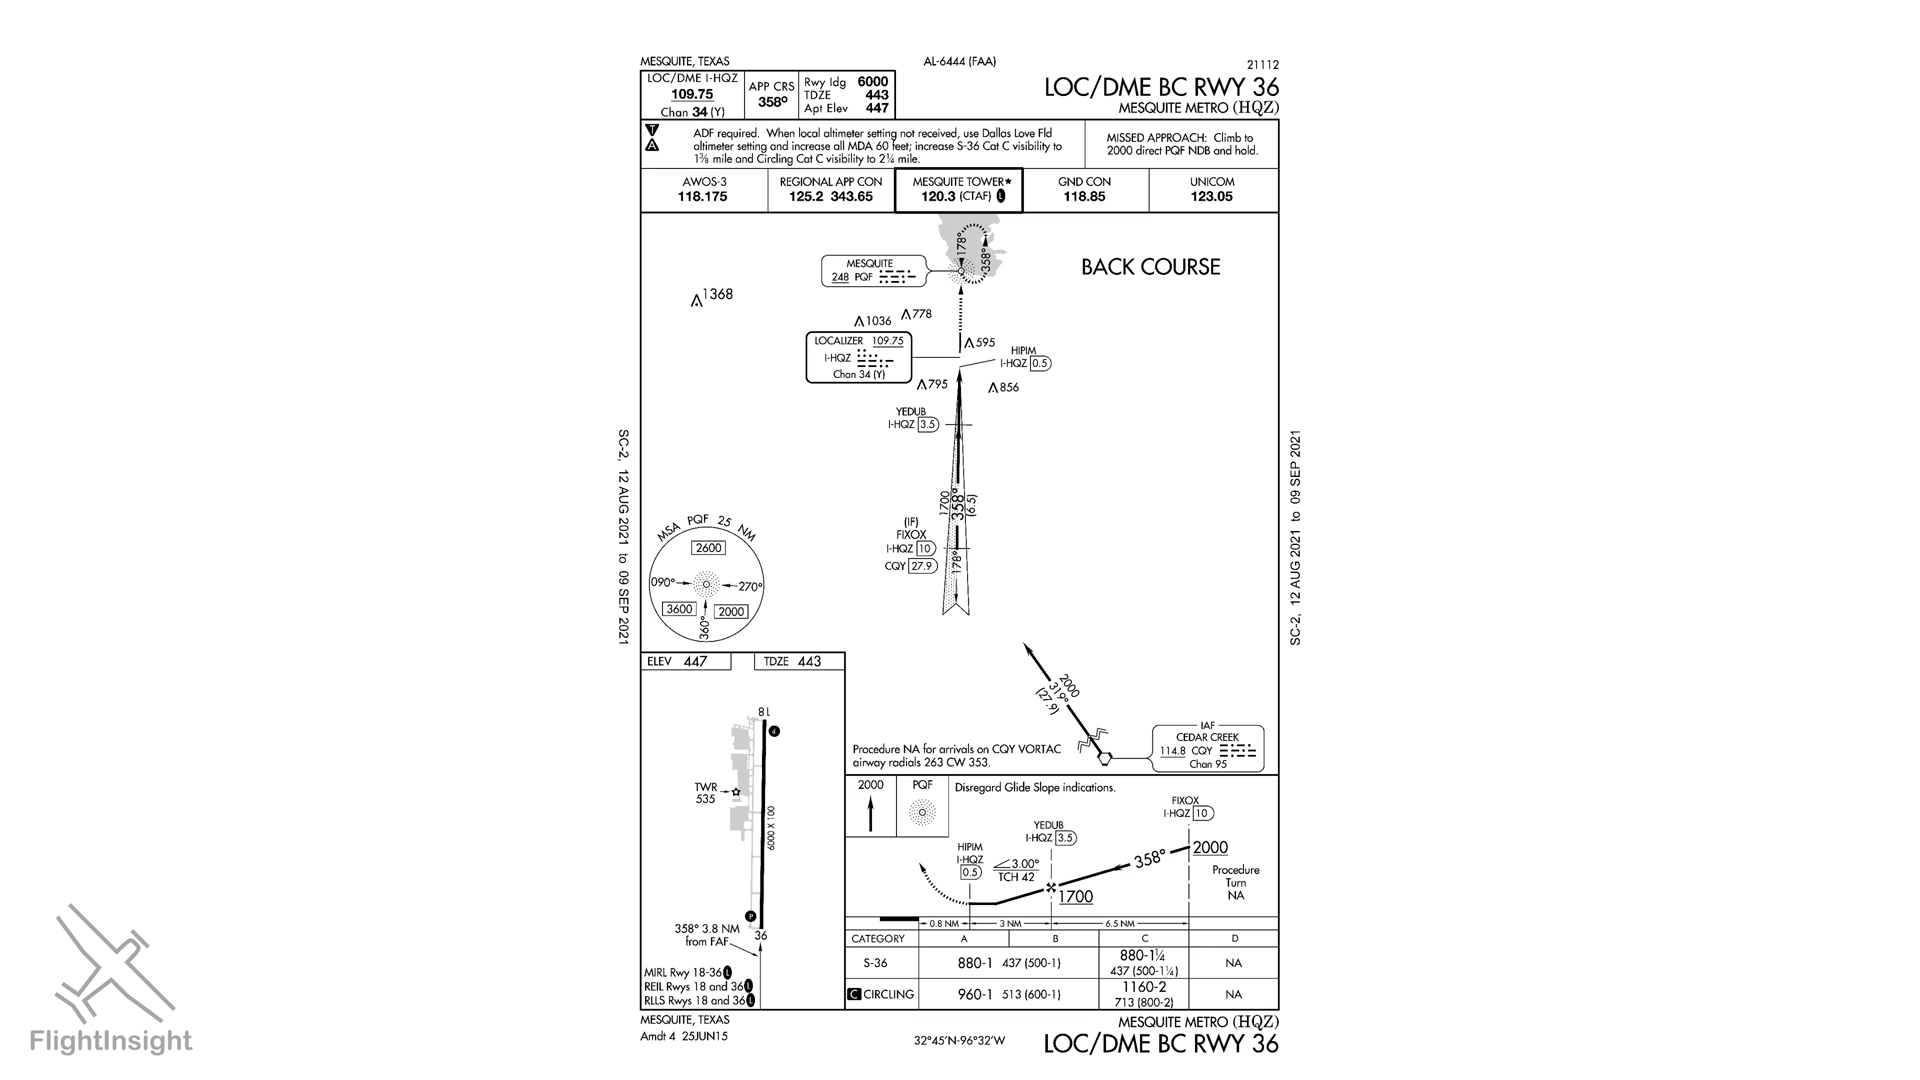 MESQUITE, TEXAS
AL-6444 (FAA)
21112
LOC/DME I-HQZ
109.75
Chan 34 (Y)
APP CRS
358°
Rwy ldg 6000
TDZE 443
Apt Elev 447
LOC/DME BC RWY 36
MESQUITE METRO (HQZ)
T
A
ADF required. When local altimeter setting not received, use Dallas Love Fld
altimeter setting and increase all MDA 60 feet; increase S-36 Cat C visibility to
1⅜ mile and Circling Cat C visibility to 2¼ mile.
MISSED APPROACH: Climb to
2000 direct PQF NDB and hold.
AWOS-3
118.175
REGIONAL APP CON
125.2 343.65
MESQUITE TOWER★
120.3 (CTAF) L
GND CON
118.85
UNICOM
123.05
178°
358°
MESQUITE
248 PQF
BACK COURSE
1368
1036
778
LOCALIZER 109.75
I-HQZ
Chan 34 (Y)
595
HIPIM
I-HQZ 0.5
795
856
YEDUB
I-HQZ 3.5
1700
358°
(6.5)
(IF)
FIXOX
I-HQZ 10
CQY 27.9
178°
MSA PQF 25 NM
2600
090°
270°
3600
2000
360°
2000
319°
(27.9)
IAF
CEDAR CREEK
114.8 CQY
Chan 95
Procedure NA for arrivals on CQY VORTAC
airway radials 263 CW 353.
SC-2, 12 AUG 2021 to 09 SEP 2021
SC-2, 12 AUG 2021 to 09 SEP 2021
ELEV 447
TDZE 443
18
P
TWR
535
6000 X 100
P
36
358° 3.8 NM
from FAF
MIRL Rwy 18-36 L
REIL Rwys 18 and 36 L
RLLS Rwys 18 and 36 L
2000
PQF
Disregard Glide Slope indications.
FIXOX
I-HQZ 10
YEDUB
I-HQZ 3.5
HIPIM
I-HQZ
0.5
3.00°
TCH 42
358°
2000
1700
Procedure
Turn
NA
0.8 NM
3 NM
6.5 NM
CATEGORY A B C D
S-36 880-1 437 (500-1) 880-1¼ 437 (500-1¼) NA
C CIRCLING 960-1 513 (600-1) 1160-2 713 (800-2) NA
MESQUITE, TEXAS
Amdt 4 25JUN15
32°45'N-96°32'W
MESQUITE METRO (HQZ)
LOC/DME BC RWY 36
FlightInsight